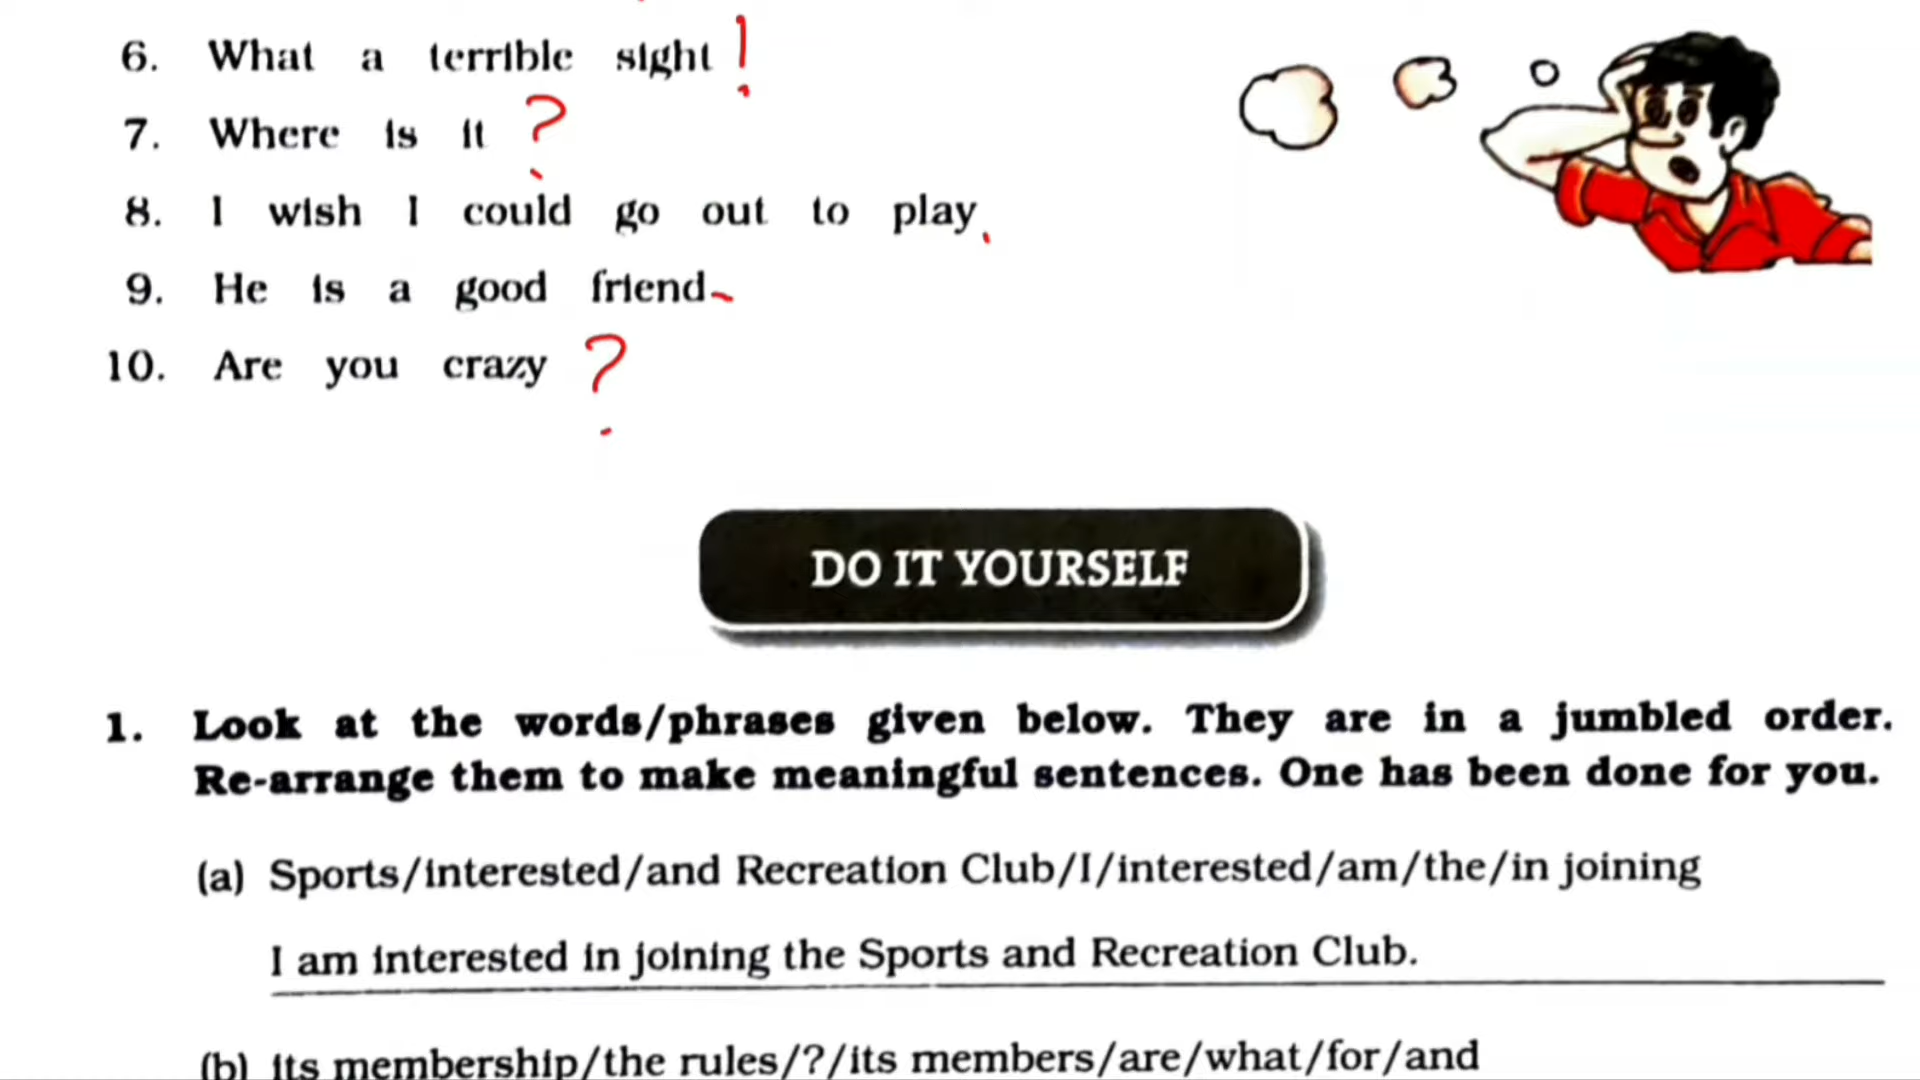 6. What a terrible sight !
7. Where is it ?
8. I wish I could go out to play.
9. He is a good friend.
10. Are you crazy ?
DO IT YOURSELF
1. Look at the words/phrases given below. They are in a jumbled order.
Re-arrange them to make meaningful sentences. One has been done for you.
(a) Sports/interested/and Recreation Club/I/interested/am/the/in joining
I am interested in joining the Sports and Recreation Club.
(b) its membership/the rules/?/its members/are/what/for/and